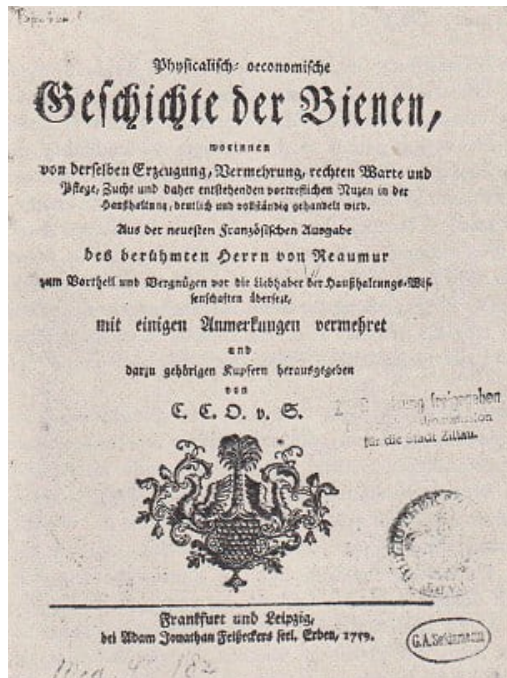 Physicalisch-oeconomische
Geschichte der Bienen,
worinnen
von derselben Erzeugung, Vermehrung, rechten Warte und
Pflege, Zucht und daher entstehenden vortreflichen Nuzen in der
Haußhaltung, deutlich und vollständig gehandelt wird.
Aus der neuesten Französischen Ausgabe
des berühmten Herrn von Reaumur
zum Vortheil und Vergnügen vor die Liebhaber der Haußhaltungs-Wis-
senschaften übersezt,
mit einigen Anmerkungen vermehret
und
darzu gehörigen Kupfern herausgegeben
von
C. C. O. v. S.
freigegeben
für die Stadt Zittau.
Frankfurt und Leipzig,
bei Adam Jonathan Felßeckers seel. Erben, 1759.